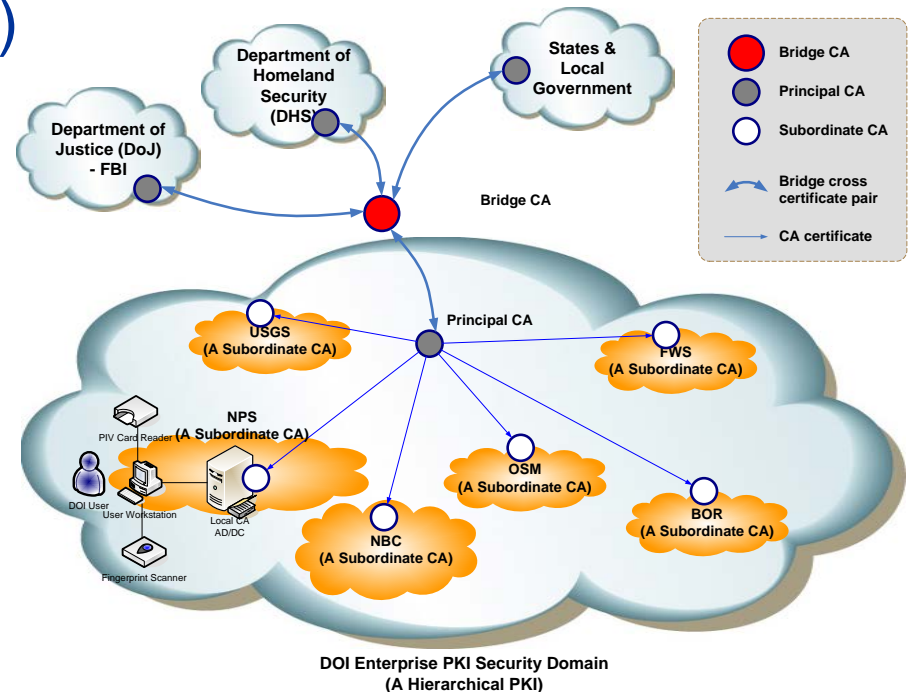 )
Department of
Homeland
Security
(DHS)
States &
Local
Government
Department of
Justice (DoJ)
- FBI
Bridge CA
Principal CA
Subordinate CA
Bridge cross
certificate pair
CA certificate
Bridge CA
Principal CA
USGS
(A Subordinate CA)
FWS
(A Subordinate CA)
NPS
(A Subordinate CA)
PIV Card Reader
DOI User
User Workstation
Local CA
AD/DC
Fingerprint Scanner
OSM
(A Subordinate CA)
NBC
(A Subordinate CA)
BOR
(A Subordinate CA)
DOI Enterprise PKI Security Domain
(A Hierarchical PKI)